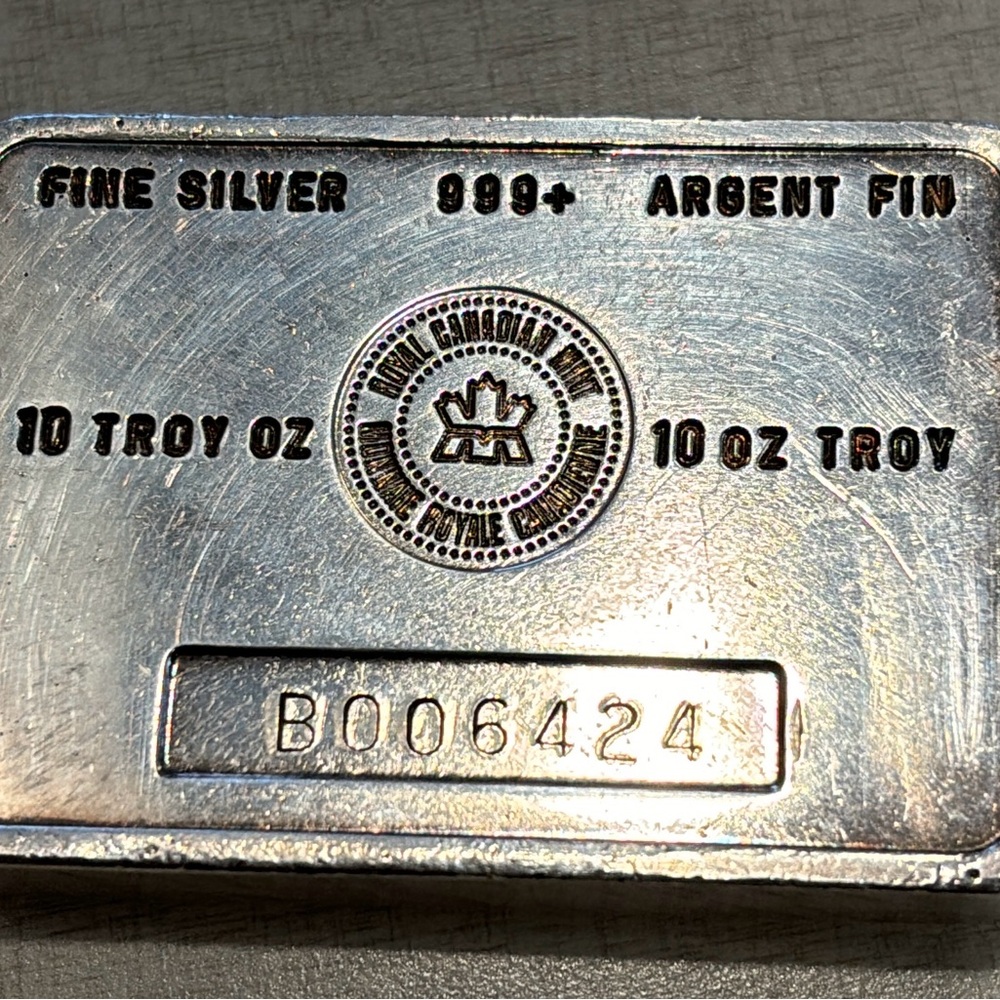 FINE SILVER 999+ ARGENT FIN
ROYAL CANADIAN MINT
10 TROY OZ 10 OZ TROY
MONNAIE ROYALE CANADIENNE
B006424